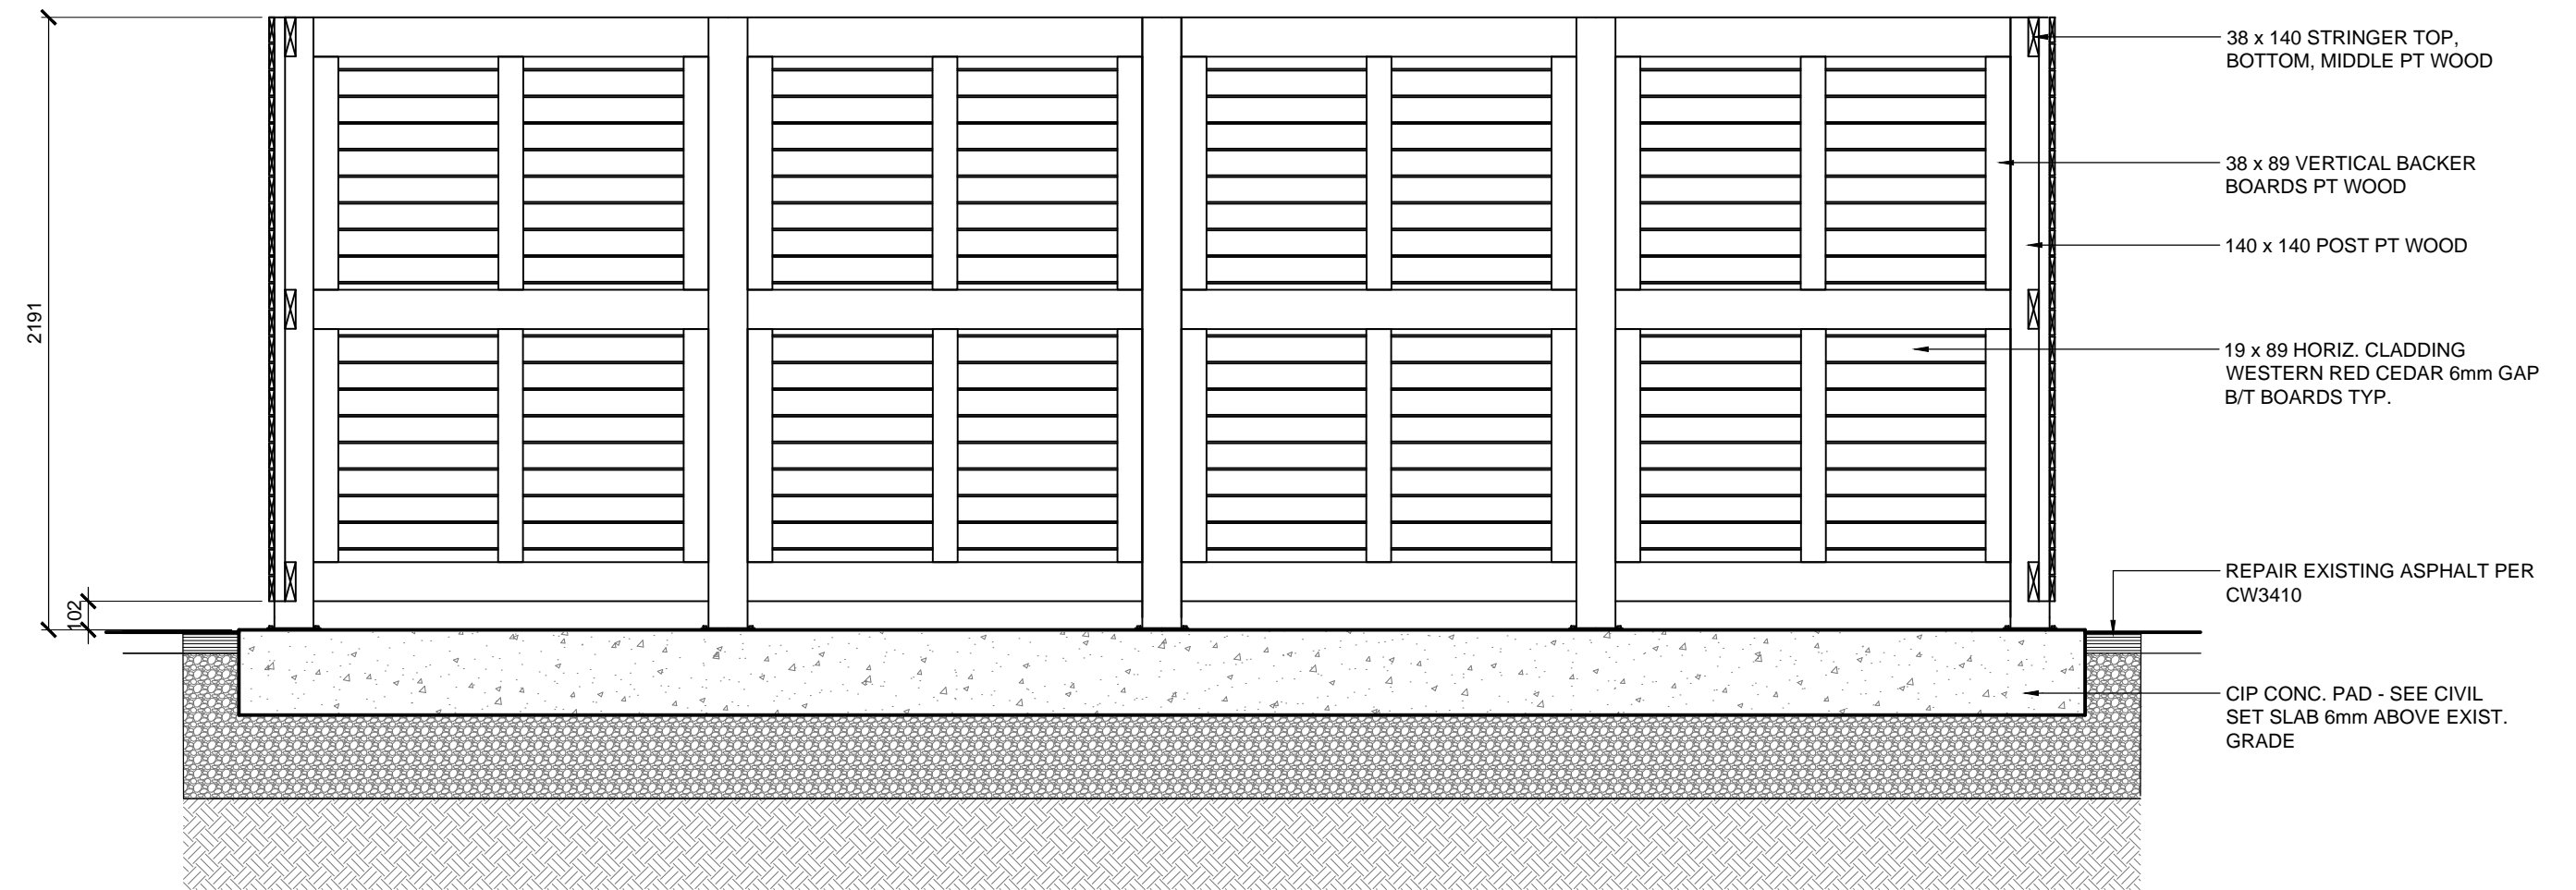 2191
102
38 x 140 STRINGER TOP,
BOTTOM, MIDDLE PT WOOD
38 x 89 VERTICAL BACKER
BOARDS PT WOOD
140 x 140 POST PT WOOD
19 x 89 HORIZ. CLADDING
WESTERN RED CEDAR 6mm GAP
B/T BOARDS TYP.
REPAIR EXISTING ASPHALT PER
CW3410
CIP CONC. PAD - SEE CIVIL
SET SLAB 6mm ABOVE EXIST.
GRADE